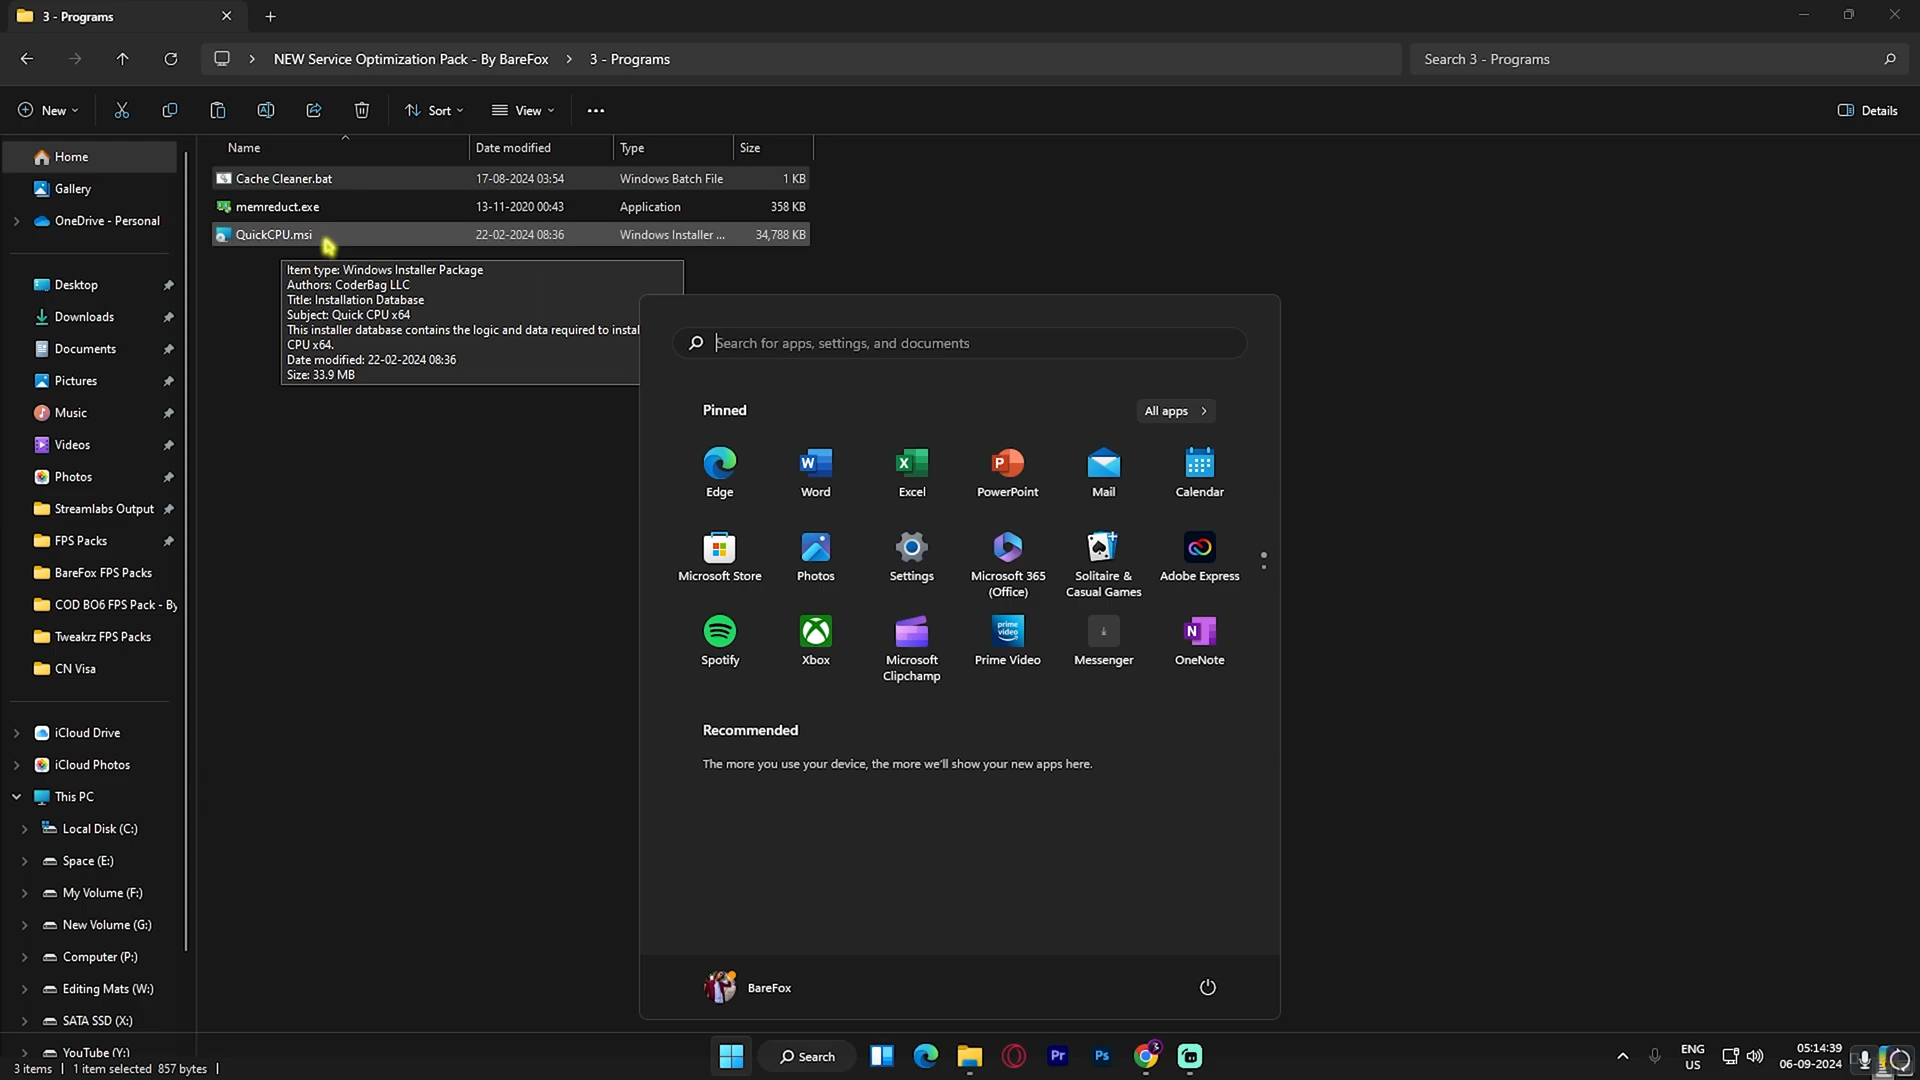 3 - Programs
NEW Service Optimization Pack - By BareFox
3 - Programs
Search 3 - Programs
New
Sort
View
Details
Name
Date modified
Type
Size
Cache Cleaner.bat
17-08-2024 03:54
Windows Batch File
1 KB
memreduct.exe
13-11-2020 00:43
Application
358 KB
QuickCPU.msi
22-02-2024 08:36
Windows Installer ...
34,788 KB
Item type: Windows Installer Package
Authors: CoderBag LLC
Title: Installation Database
Subject: Quick CPU x64
This installer database contains the logic and data required to instal
CPU x64.
Date modified: 22-02-2024 08:36
Size: 33.9 MB
Home
Gallery
OneDrive - Personal
Desktop
Downloads
Documents
Pictures
Music
Videos
Photos
Streamlabs Output
FPS Packs
BareFox FPS Packs
COD BO6 FPS Pack - By
Tweakrz FPS Packs
CN Visa
iCloud Drive
iCloud Photos
This PC
Local Disk (C:)
Space (E:)
My Volume (F:)
New Volume (G:)
Computer (P:)
Editing Mats (W:)
SATA SSD (X:)
YouTube (Y:)
3 items
1 item selected 857 bytes
Search for apps, settings, and documents
Pinned
All apps
Edge
Word
Excel
PowerPoint
Mail
Calendar
Microsoft Store
Photos
Settings
Microsoft 365
(Office)
Solitaire &
Casual Games
Adobe Express
Spotify
Xbox
Microsoft
Clipchamp
prime
video
Prime Video
Messenger
OneNote
Recommended
The more you use your device, the more we'll show your new apps here.
BareFox
Search
Pr
Ps
3
ENG
US
05:14:39
06-09-2024